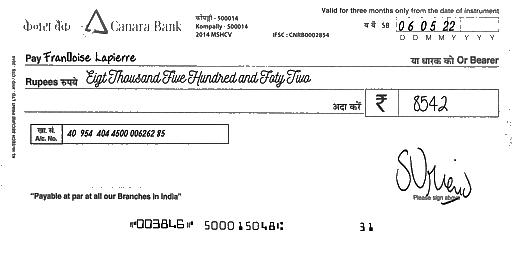 केनरा बैंक Canara Bank
कोंपल्ली - 500014
Kompally - 50014
2014 MSHCV
IFSC : CNRB0002854
Valid for three months only from the date of instrument
SB 06 05 22
D D M M Y Y Y Y
Pay FranDoise Lapierre या धारक को Or Bearer
Rupees रुपये Eigt Thousand Five Hundred and Foty Two
अदा करें ₹ 8542
खा. सं.
A/c. No. 40 954 404 4500 006262 85
Please sign above
"Payable at par at all our Branches in India"
⑈003846⑈ 500015048⑆ 31